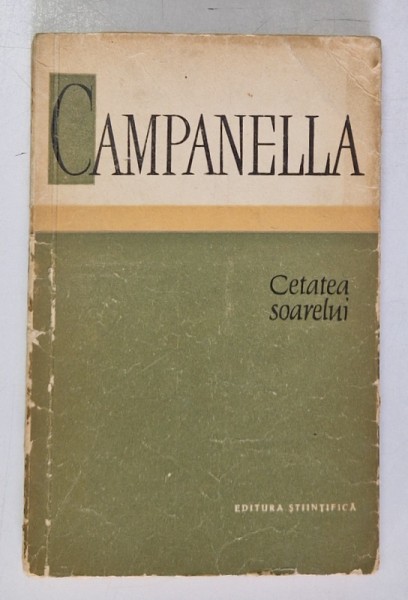 CAMPANELLA
Cetatea
soarelui
EDITURA ȘTIINȚIFICĂ